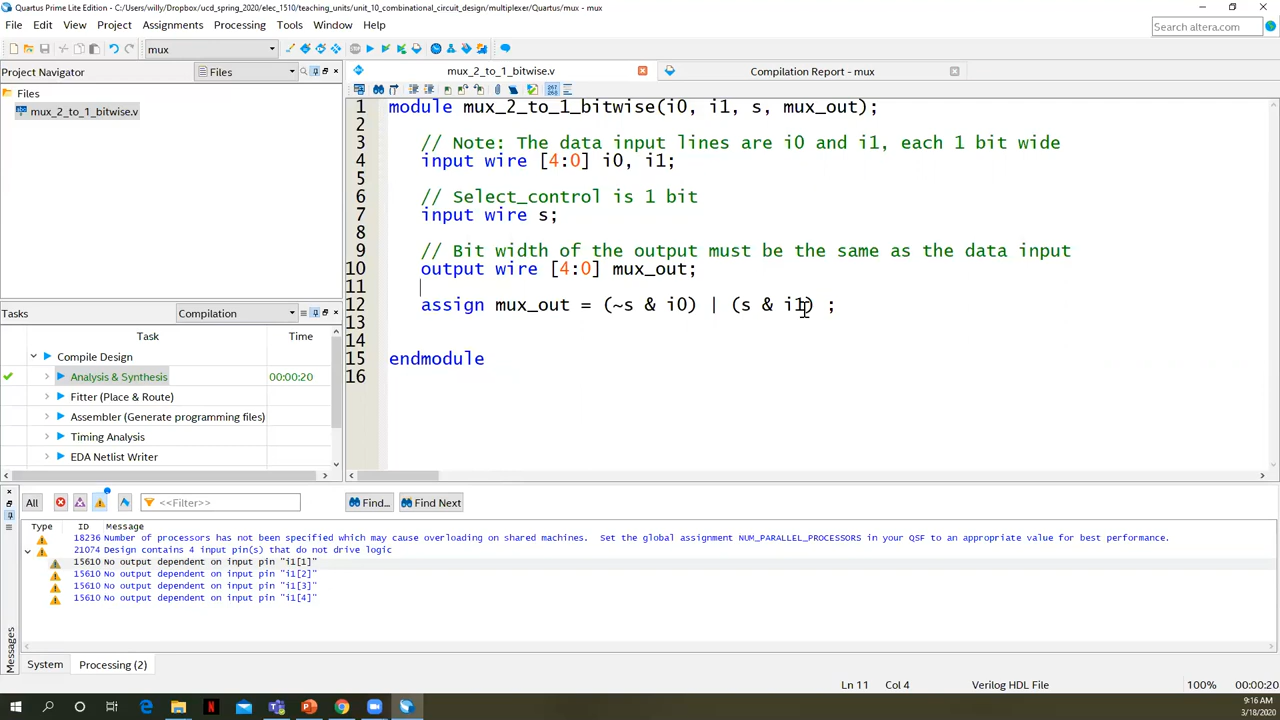 Quartus Prime Lite Edition - C:/Users/willy/Dropbox/ucd_spring_2020/elec_1510/teaching_units/unit_10_combinational_circuit_design/multiplexer/Quartus/mux - mux
File Edit View Project Assignments Processing Tools Window Help
Search altera.com
mux
Project Navigator Files
mux_2_to_1_bitwise.v
Compilation Report - mux
Files
mux_2_to_1_bitwise.v
1 module mux_2_to_1_bitwise(i0, i1, s, mux_out);
2
3 // Note: The data input lines are i0 and i1, each 1 bit wide
4 input wire [4:0] i0, i1;
5
6 // Select_control is 1 bit
7 input wire s;
8
9 // Bit width of the output must be the same as the data input
10 output wire [4:0] mux_out;
11
12 assign mux_out = (~s & i0) | (s & i1) ;
13
14
15 endmodule
16
Tasks Compilation
Task Time
Compile Design
Analysis & Synthesis 00:00:20
Fitter (Place & Route)
Assembler (Generate programming files)
Timing Analysis
EDA Netlist Writer
All <<Filter>> Find... Find Next
Type ID Message
18236 Number of processors has not been specified which may cause overloading on shared machines. Set the global assignment NUM_PARALLEL_PROCESSORS in your QSF to an appropriate value for best performance.
21074 Design contains 4 input pin(s) that do not drive logic
15610 No output dependent on input pin "i1[1]"
15610 No output dependent on input pin "i1[2]"
15610 No output dependent on input pin "i1[3]"
15610 No output dependent on input pin "i1[4]"
Messages
System Processing (2)
Ln 11 Col 4 Verilog HDL File 100% 00:00:20
9:16 AM
3/18/2020